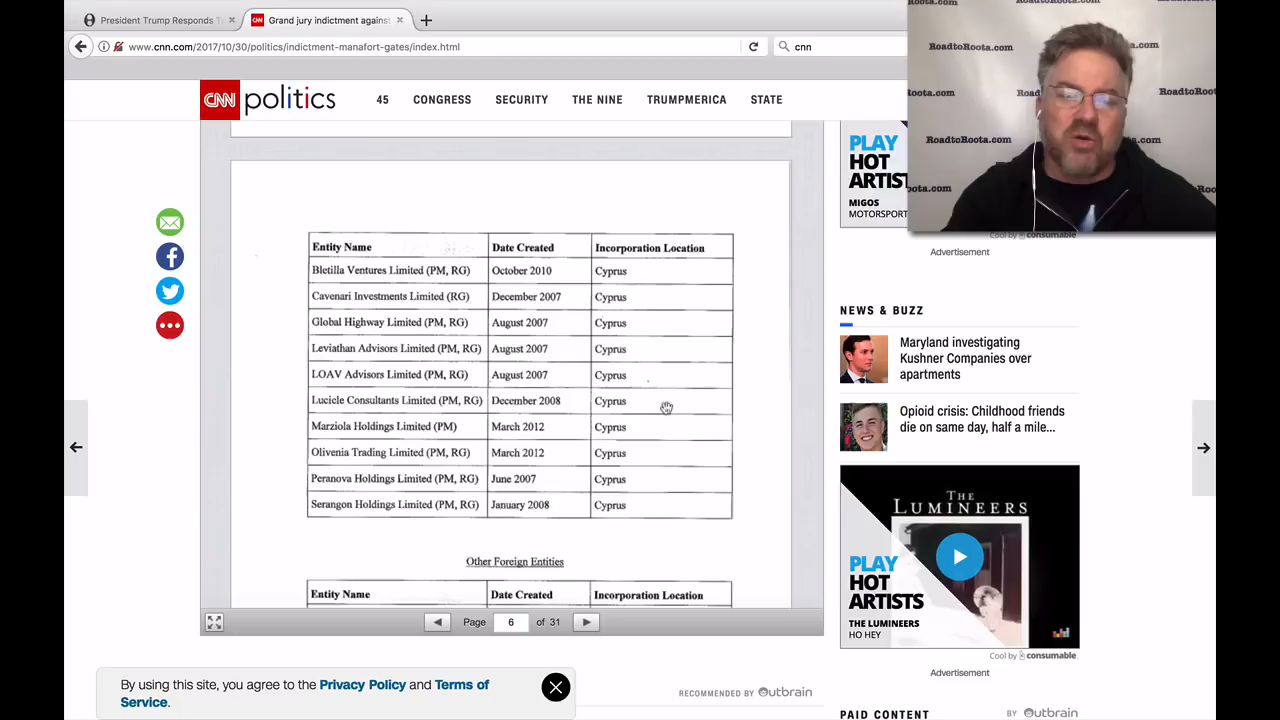 President Trump Responds T
Grand jury indictment against
www.cnn.com/2017/10/30/politics/indictment-manafort-gates/index.html
cnn
CNN politics
45 CONGRESS SECURITY THE NINE TRUMPMERICA STATE
RoadtoRoota.com
Entity Name Date Created Incorporation Location
Bletilla Ventures Limited (PM, RG) October 2010 Cyprus
Cavenari Investments Limited (RG) December 2007 Cyprus
Global Highway Limited (PM, RG) August 2007 Cyprus
Leviathan Advisors Limited (PM, RG) August 2007 Cyprus
LOAV Advisors Limited (PM, RG) August 2007 Cyprus
Lucicle Consultants Limited (PM, RG) December 2008 Cyprus
Marziola Holdings Limited (PM) March 2012 Cyprus
Olivenia Trading Limited (PM, RG) March 2012 Cyprus
Peranova Holdings Limited (PM, RG) June 2007 Cyprus
Serangon Holdings Limited (PM, RG) January 2008 Cyprus
Other Foreign Entities
Entity Name Date Created Incorporation Location
Page 6 of 31
PLAY
HOT
ARTIST
MIGOS
MOTORSPORT
Cool by consumable
Advertisement
NEWS & BUZZ
Maryland investigating
Kushner Companies over
apartments
Opioid crisis: Childhood friends
die on same day, half a mile...
THE
LUMINEERS
PLAY
HOT
ARTISTS
THE LUMINEERS
HO HEY
Cool by consumable
Advertisement
By using this site, you agree to the Privacy Policy and Terms of
Service.
RECOMMENDED BY Outbrain
PAID CONTENT BY Outbrain